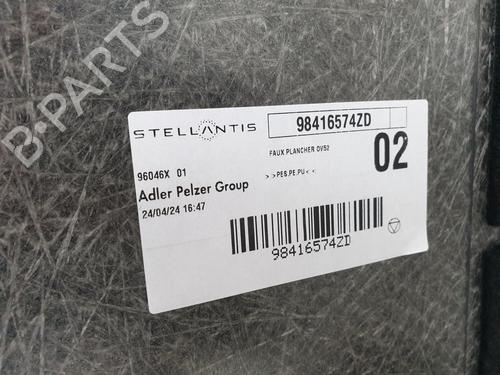 B-PARTS
STELLANTIS
98416574ZD
FAUX PLANCHER OVS2
02
96046X 01
> >PES,PE,PU< <
Adler Pelzer Group
24/04/24 16:47
98416574ZD